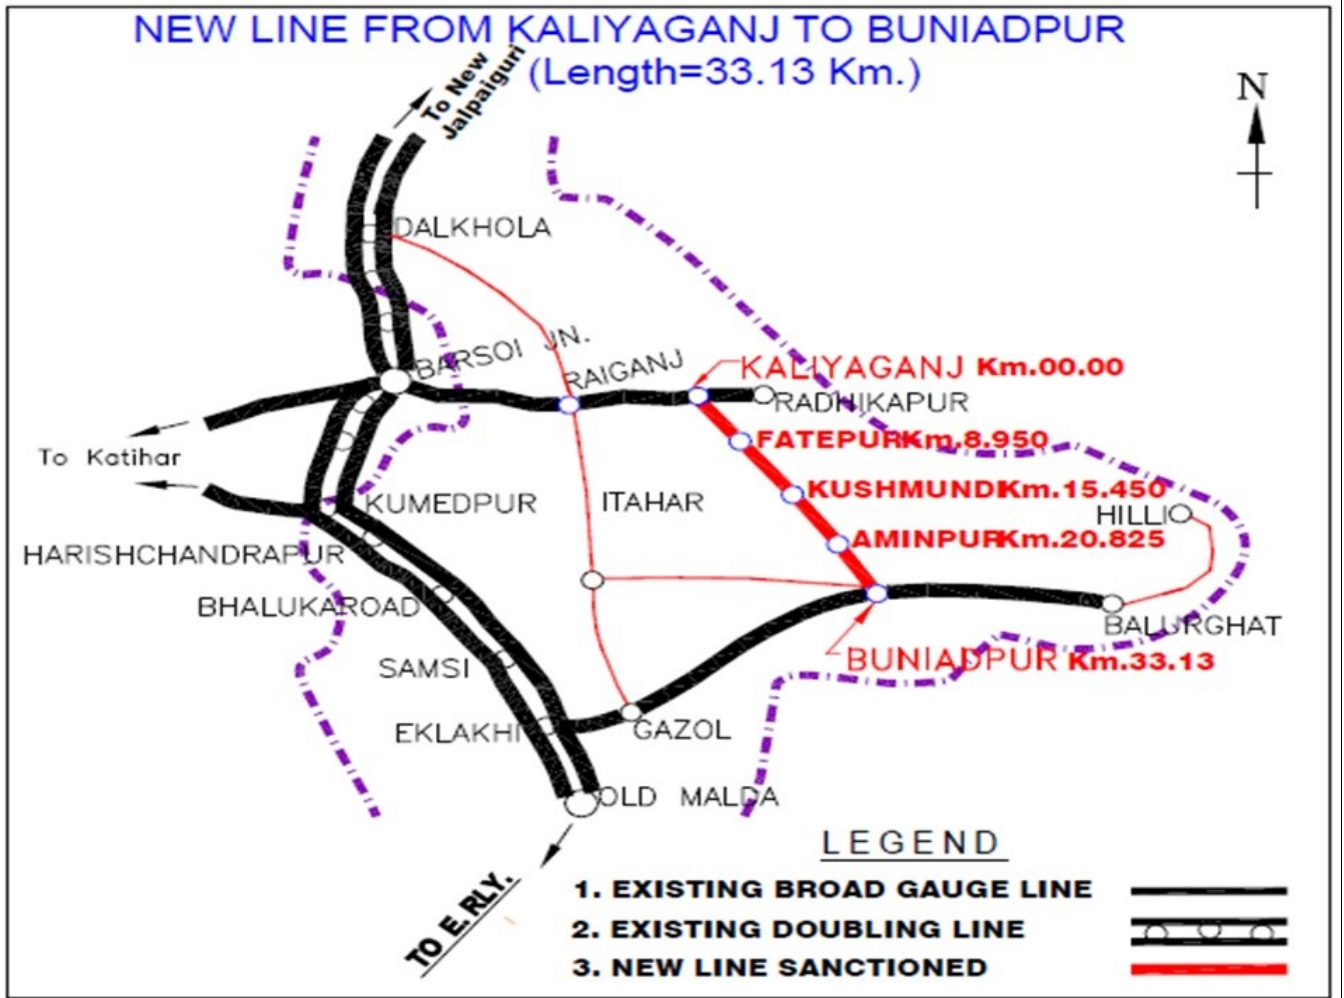 NEW LINE FROM KALIYAGANJ TO BUNIADPUR
(Length=33.13 Km.)
To New
Jalpaiguri
N
DALKHOLA
BARSOI JN.
RAIGANJ
KALIYAGANJ Km.00.00
RADHIKAPUR
FATEPUR Km.8.950
To Katihar
KUSHMUNDI Km.15.450
KUMEDPUR
ITAHAR
HILLI
AMINPUR Km.20.825
HARISHCHANDRAPUR
BHALUKAROAD
BALURGHAT
SAMSI
BUNIADPUR Km.33.13
EKLAKHI
GAZOL
OLD MALDA
TO E. RLY.
LEGEND
1. EXISTING BROAD GAUGE LINE
2. EXISTING DOUBLING LINE
3. NEW LINE SANCTIONED